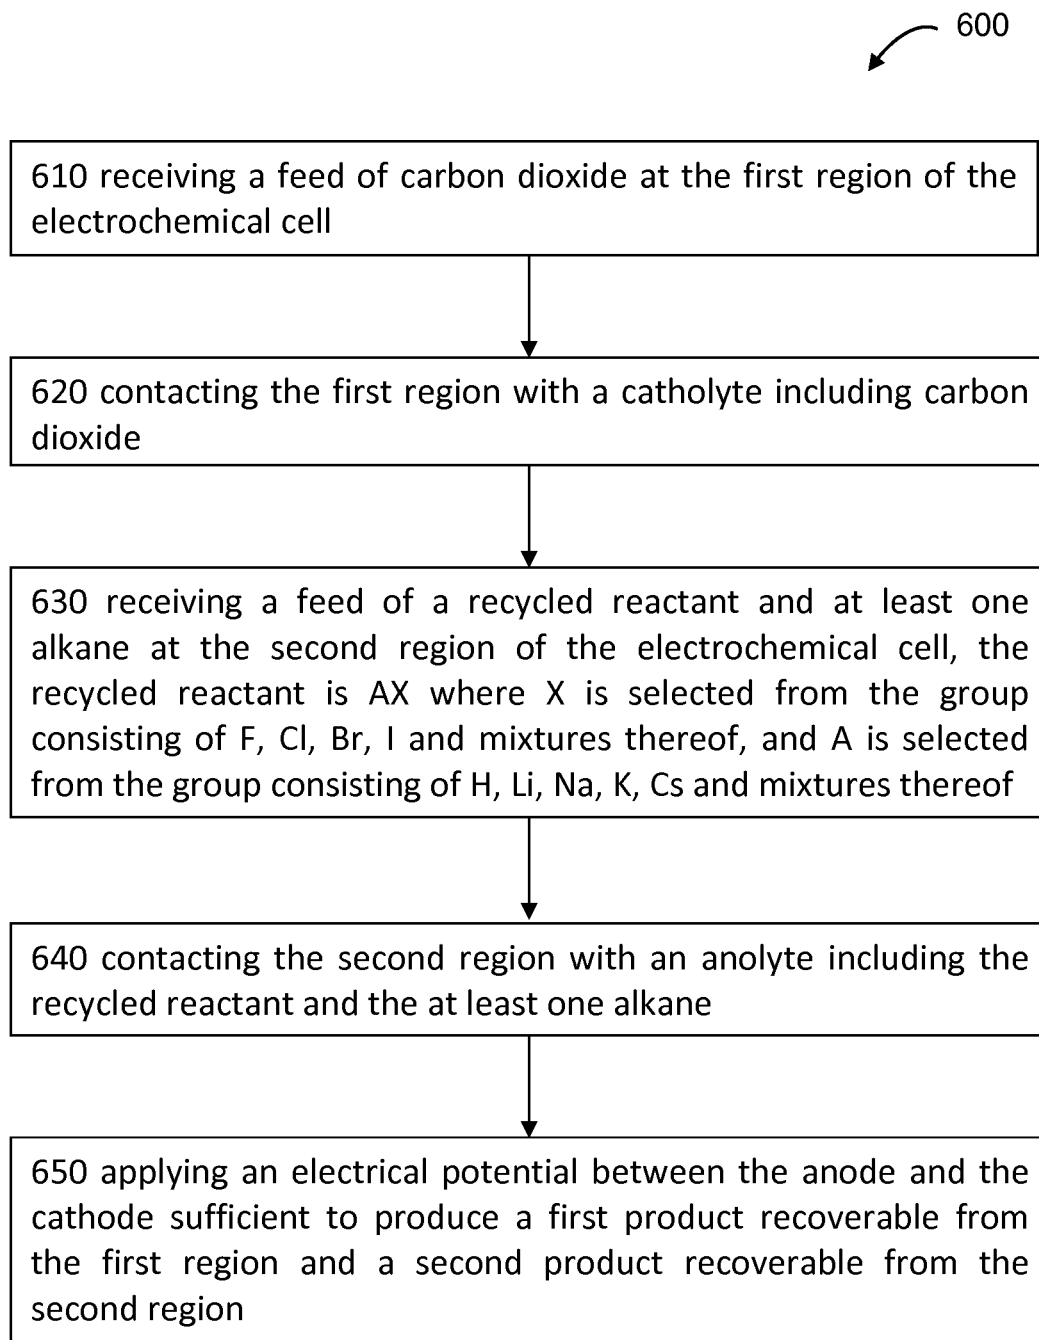 600
610 receiving a feed of carbon dioxide at the first region of the
electrochemical cell
620 contacting the first region with a catholyte including carbon
dioxide
630 receiving a feed of a recycled reactant and at least one
alkane at the second region of the electrochemical cell, the
recycled reactant is AX where X is selected from the group
consisting of F, Cl, Br, I and mixtures thereof, and A is selected
from the group consisting of H, Li, Na, K, Cs and mixtures thereof
640 contacting the second region with an anolyte including the
recycled reactant and the at least one alkane
650 applying an electrical potential between the anode and the
cathode sufficient to produce a first product recoverable from
the first region and a second product recoverable from the
second region